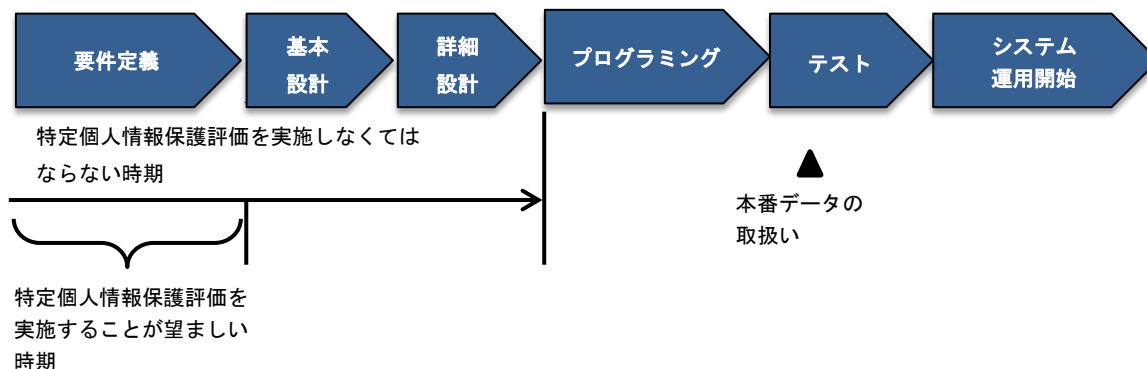 要件定義
基本
設計
詳細
設計
プログラミング
テスト
システム
運用開始
特定個人情報保護評価を実施しなくては
ならない時期
本番データの
取扱い
特定個人情報保護評価を
実施することが望ましい
時期